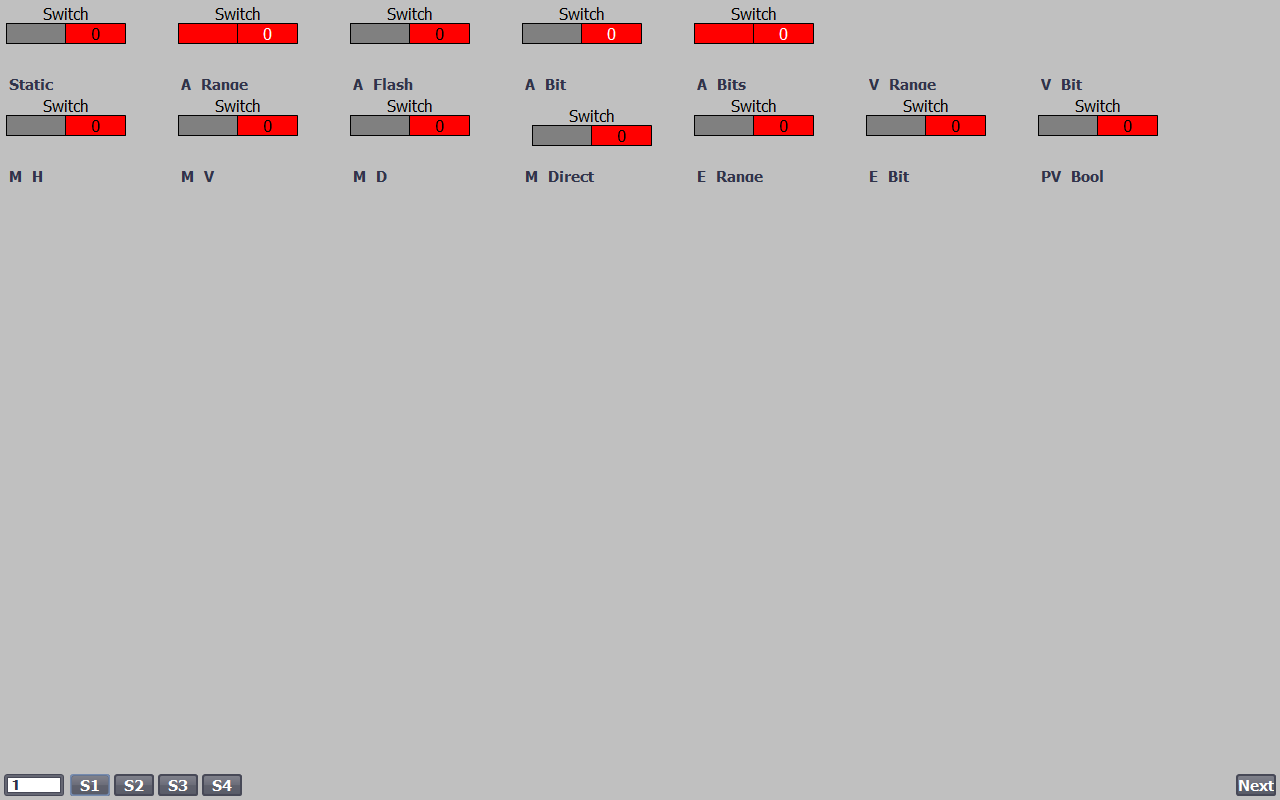 Switch Switch Switch Switch Switch
0 0 0 0 0
Static A Range A Flash A Bit A Bits V Range V Bit
Switch Switch Switch Switch Switch Switch Switch
0 0 0 0 0 0 0
M H M V M D M Direct E Range E Bit PV Bool
1 S1 S2 S3 S4 Next